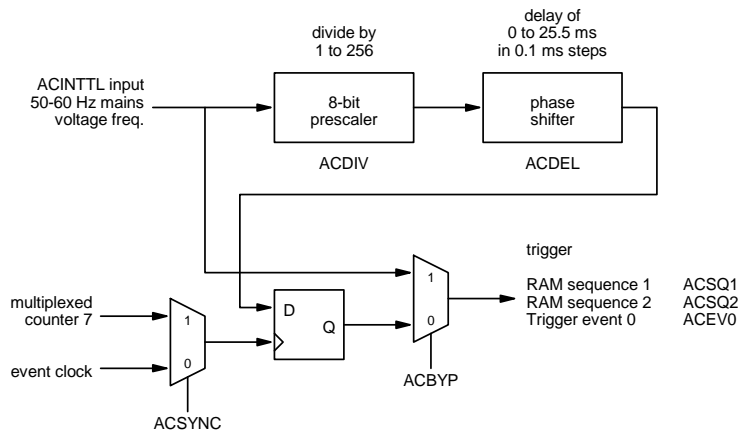 divide by
1 to 256
delay of
0 to 25.5 ms
in 0.1 ms steps
ACINTTL input
50-60 Hz mains
voltage freq.
8-bit
prescaler
phase
shifter
ACDIV
ACDEL
trigger
RAM sequence 1 ACSQ1
RAM sequence 2 ACSQ2
Trigger event 0 ACEV0
multiplexed
counter 7
event clock
1
0
D
Q
1
0
ACBYP
ACSYNC